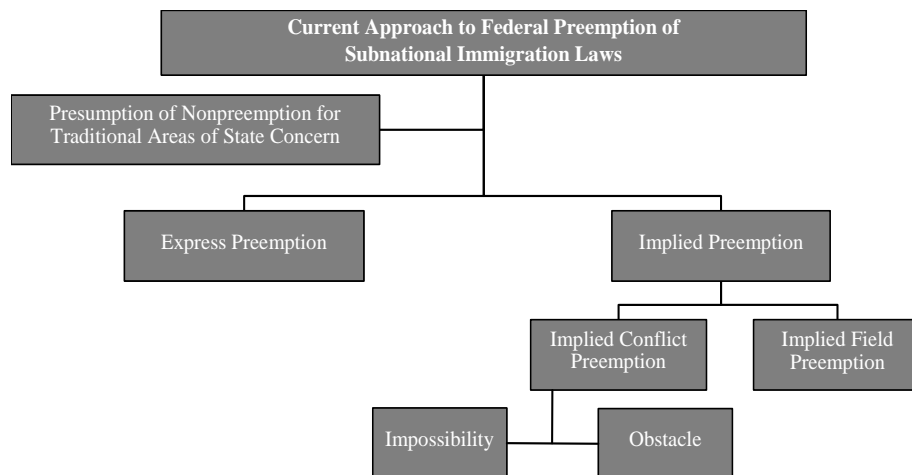 Current Approach to Federal Preemption of
Subnational Immigration Laws
Presumption of Nonpreemption for
Traditional Areas of State Concern
Express Preemption
Implied Preemption
Implied Conflict
Preemption
Implied Field
Preemption
Impossibility
Obstacle